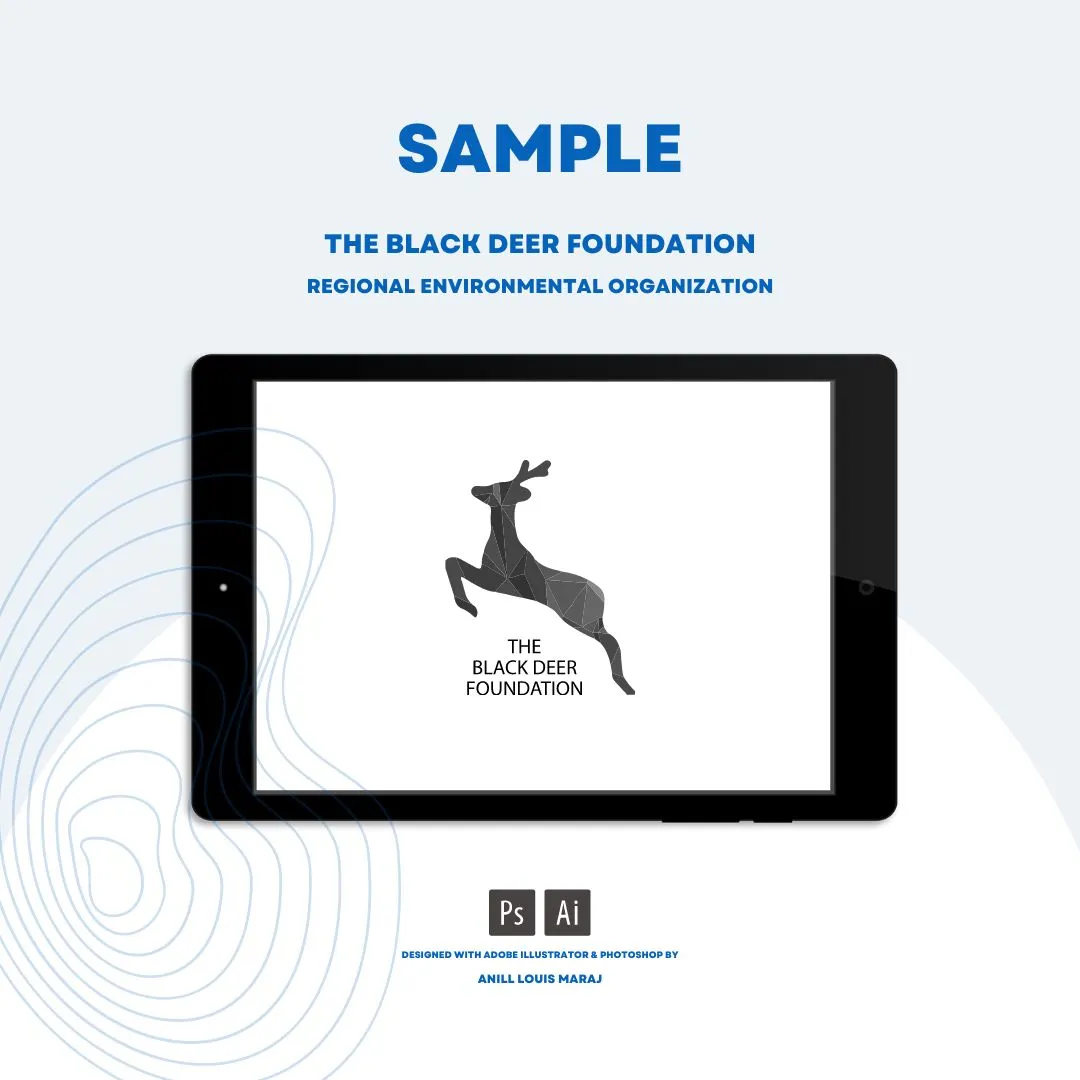 SAMPLE
THE BLACK DEER FOUNDATION
REGIONAL ENVIRONMENTAL ORGANIZATION
THE
BLACK DEER
FOUNDATION
Ps Ai
DESIGNED WITH ADOBE ILLUSTRATOR & PHOTOSHOP BY
ANILL LOUIS MARAJ